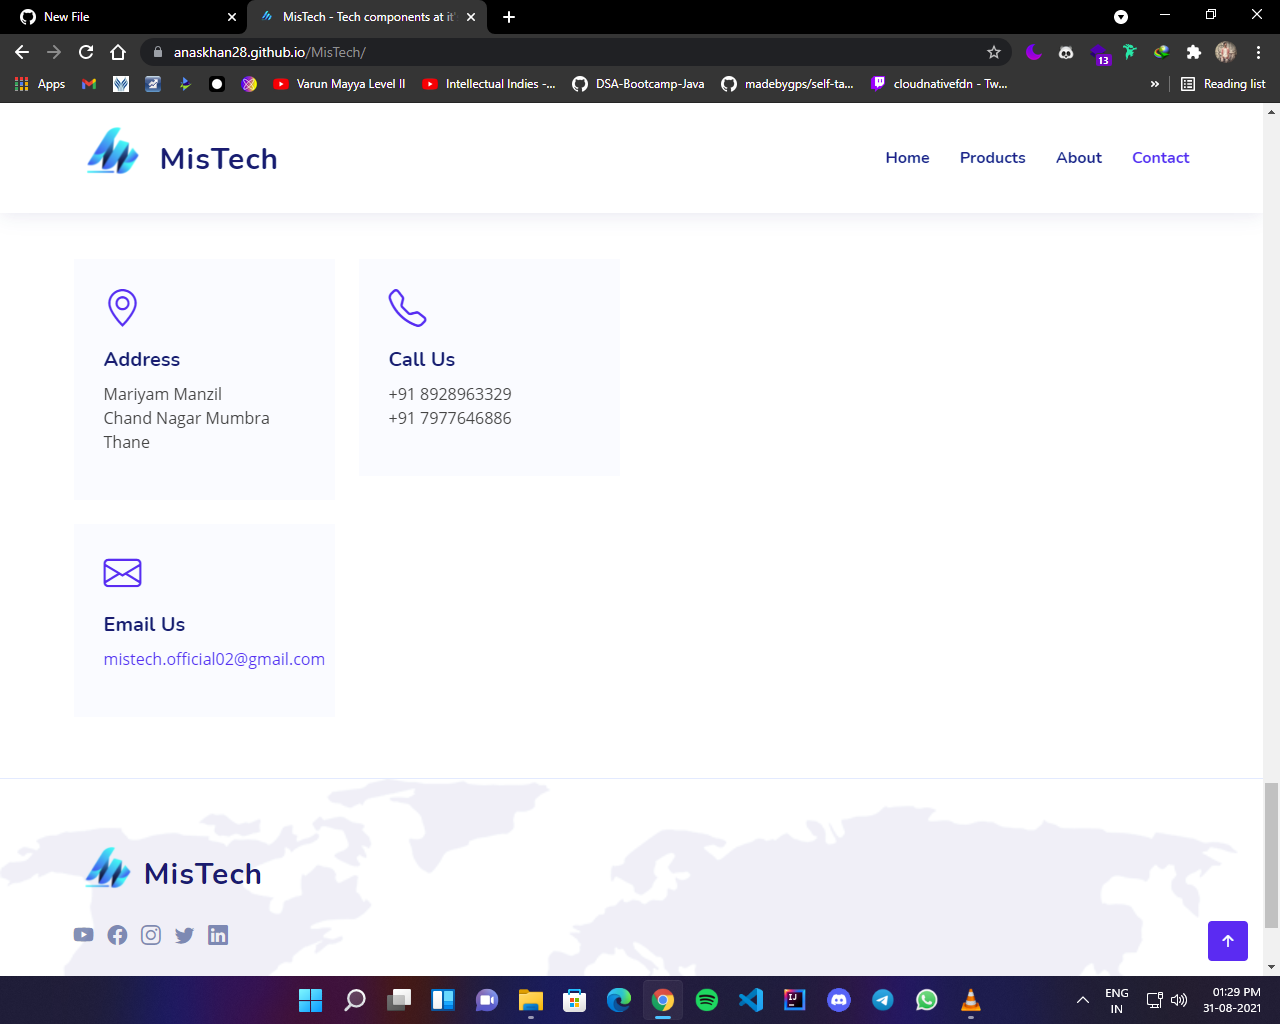 New File
MisTech - Tech components at it'
anaskhan28.github.io/MisTech/
13
Apps
Varun Mayya Level II
Intellectual Indies -...
DSA-Bootcamp-Java
madebygps/self-ta...
cloudnativefdn - Tw...
»
Reading list
MisTech
Home
Products
About
Contact
Address
Mariyam Manzil
Chand Nagar Mumbra
Thane
Call Us
+91 8928963329
+91 7977646886
Email Us
mistech.official02@gmail.com
MisTech
ENG
IN
01:29 PM
31-08-2021